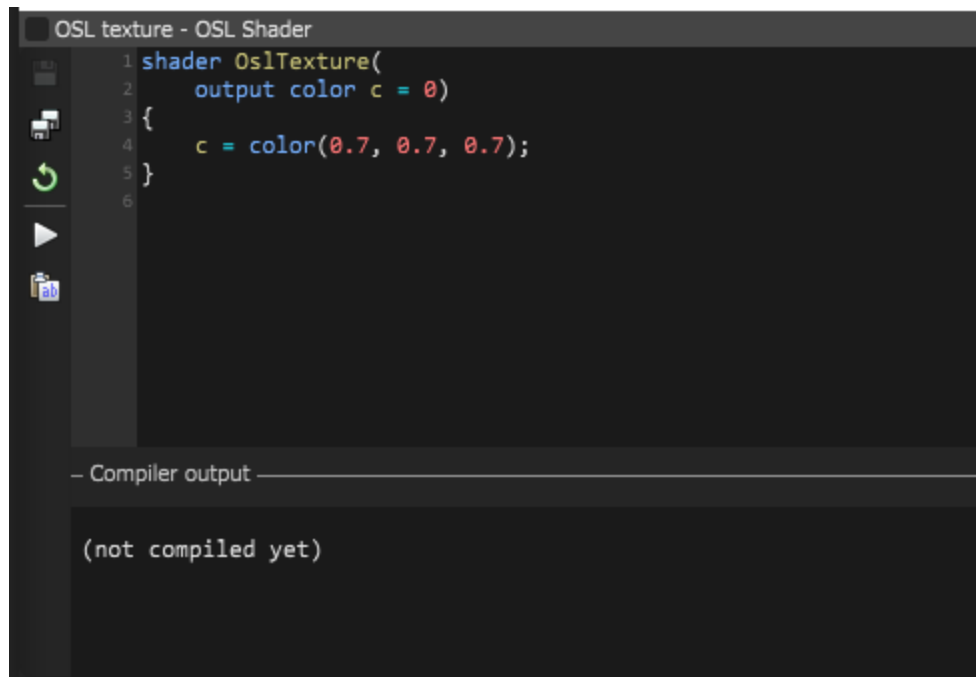 OSL texture - OSL Shader
1 shader OslTexture(
2     output color c = 0)
3 {
4     c = color(0.7, 0.7, 0.7);
5 }
6
ab
Compiler output
(not compiled yet)